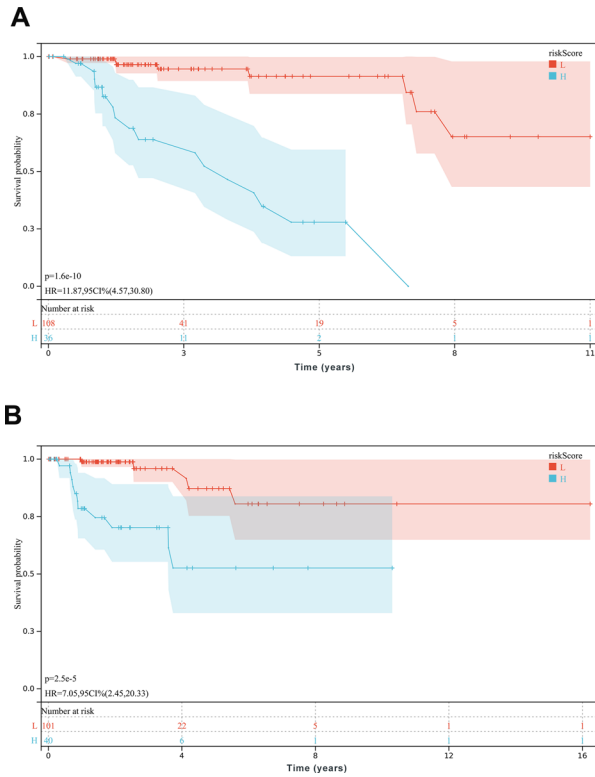 A
riskScore
L
H
1.0
0.8
0.5
0.3
0.0
Survival probability
p=1.6e-10
HR=11.87,95CI%(4.57,30.80)
Number at risk
L 108 41 19 5 1
H 36 11 2 1 1
0 3 5 8 11
Time (years)
B
riskScore
L
H
1.0
0.8
0.5
0.3
0.0
Survival probability
p=2.5e-5
HR=7.05,95CI%(2.45,20.33)
Number at risk
L 101 22 5 1 1
H 40 6 1 1 1
0 4 8 12 16
Time (years)